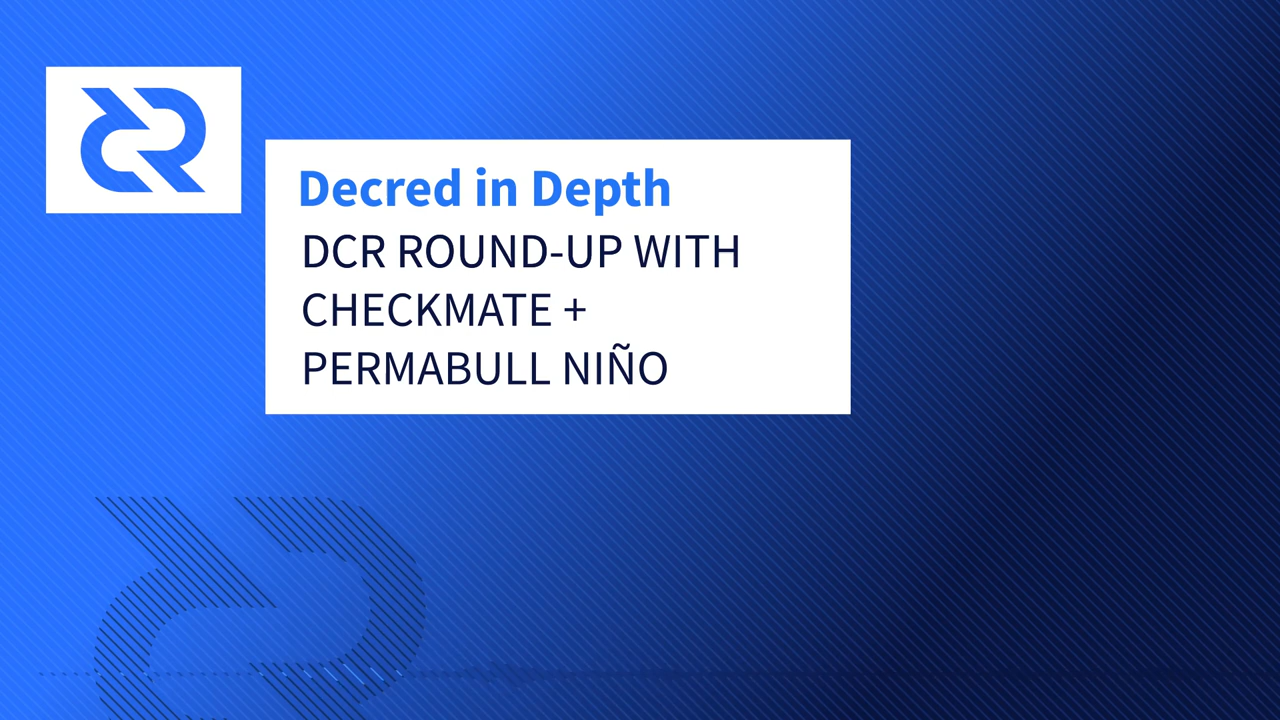 Decred in Depth
DCR ROUND-UP WITH
CHECKMATE +
PERMABULL NIÑO